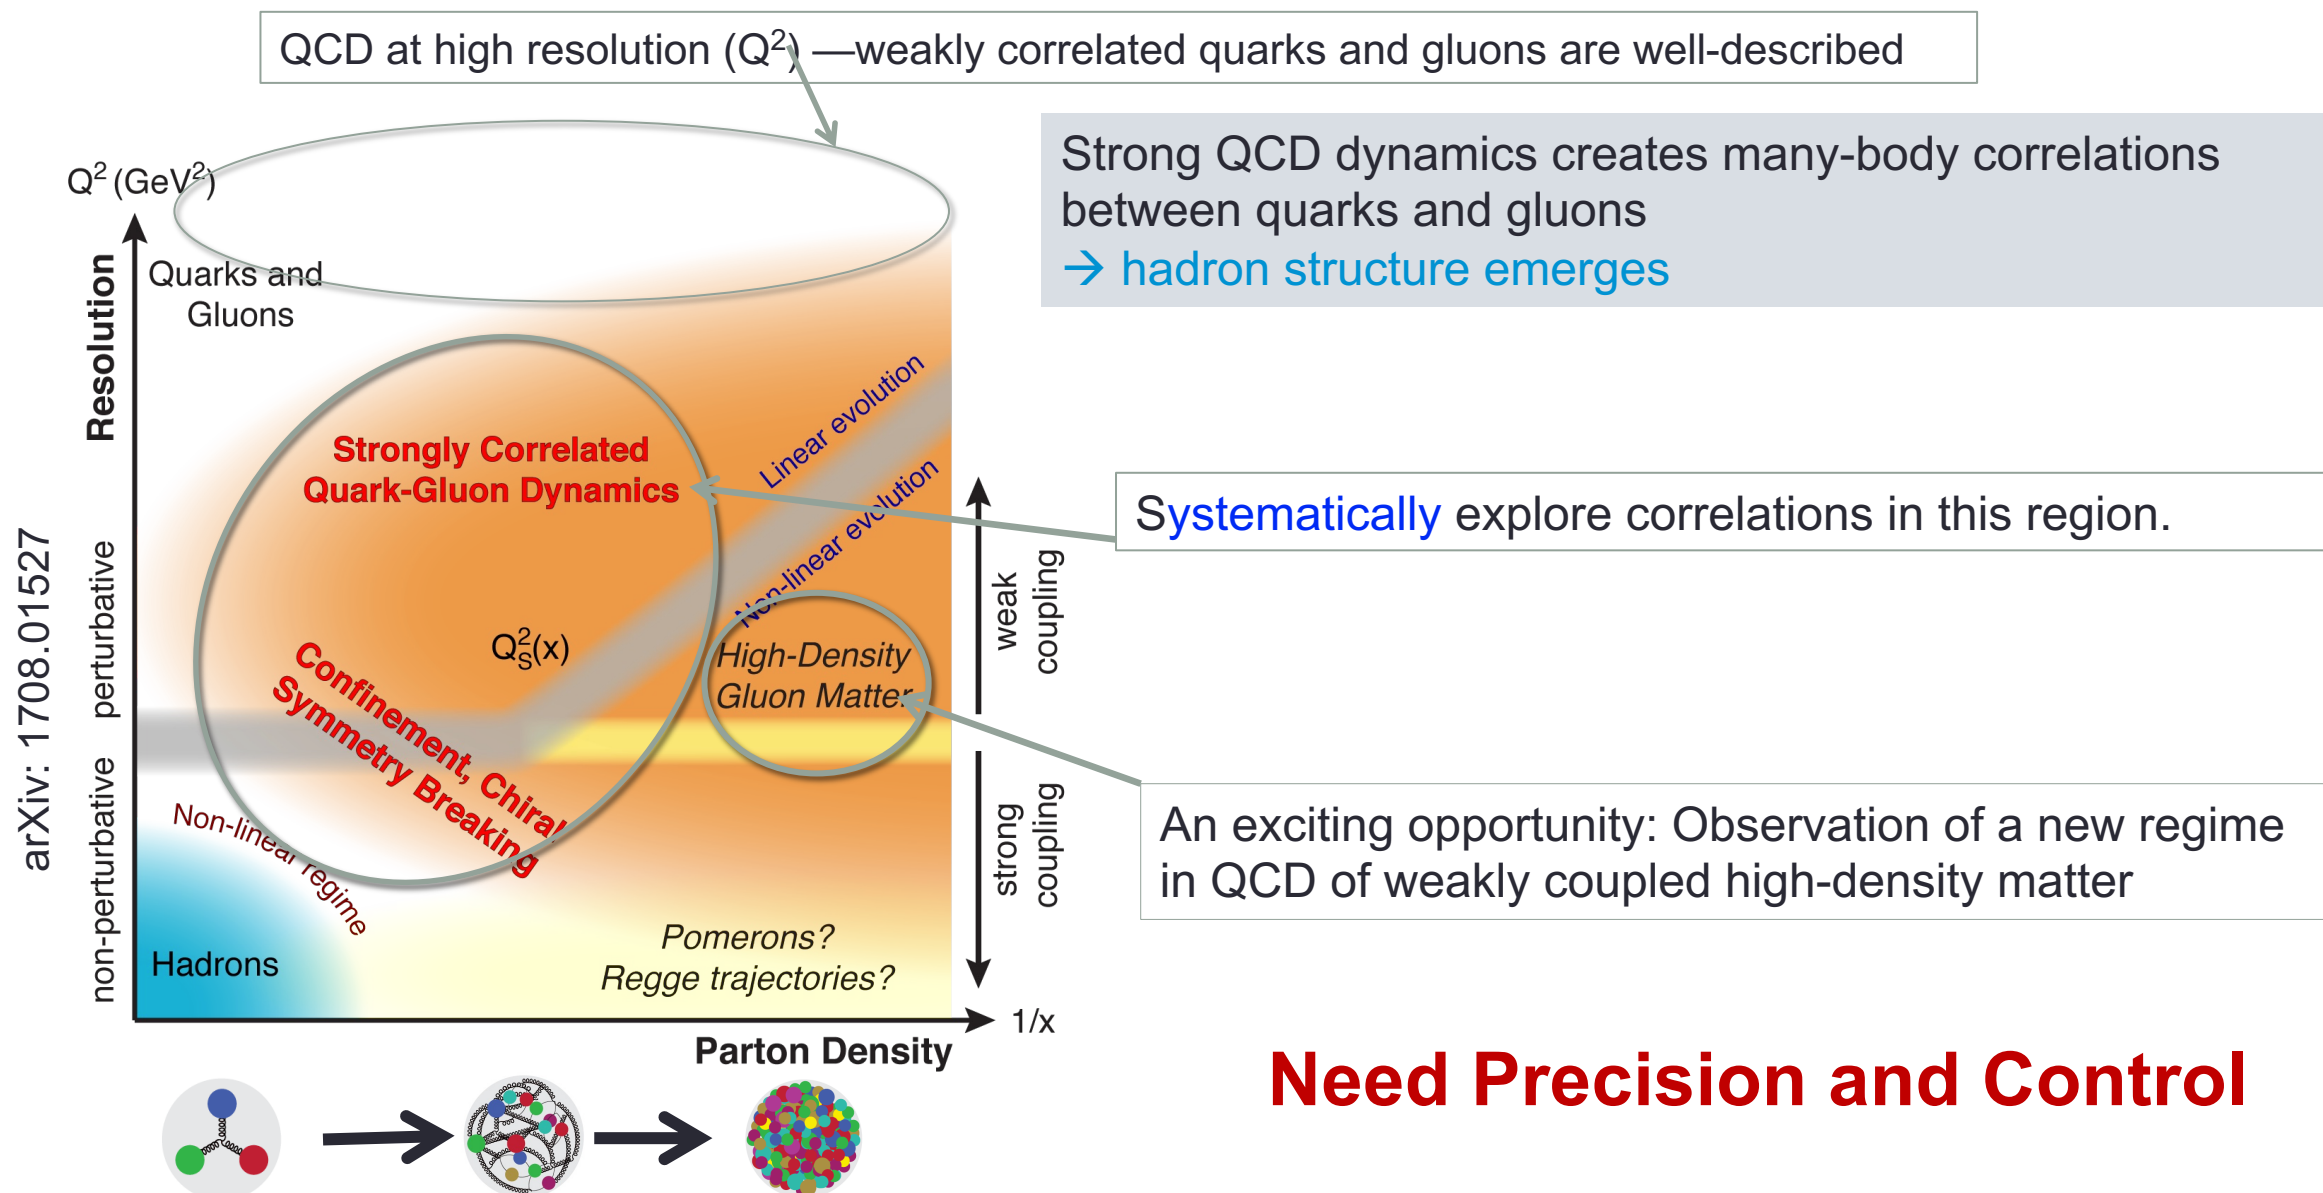 QCD at high resolution (Q²) —weakly correlated quarks and gluons are well-described
Strong QCD dynamics creates many-body correlations
between quarks and gluons
→ hadron structure emerges
Q² (GeV²)
Resolution
Quarks and
Gluons
Strongly Correlated
Quark-Gluon Dynamics
Linear evolution
Non-linear evolution
Systematically explore correlations in this region.
arXiv: 1708.01527
perturbative
non-perturbative
Q²S(x)
Confinement, Chiral
Symmetry Breaking
High-Density
Gluon Matter
weak
coupling
strong
coupling
An exciting opportunity: Observation of a new regime
in QCD of weakly coupled high-density matter
Non-linear regime
Hadrons
Pomerons?
Regge trajectories?
1/x
Parton Density
Need Precision and Control